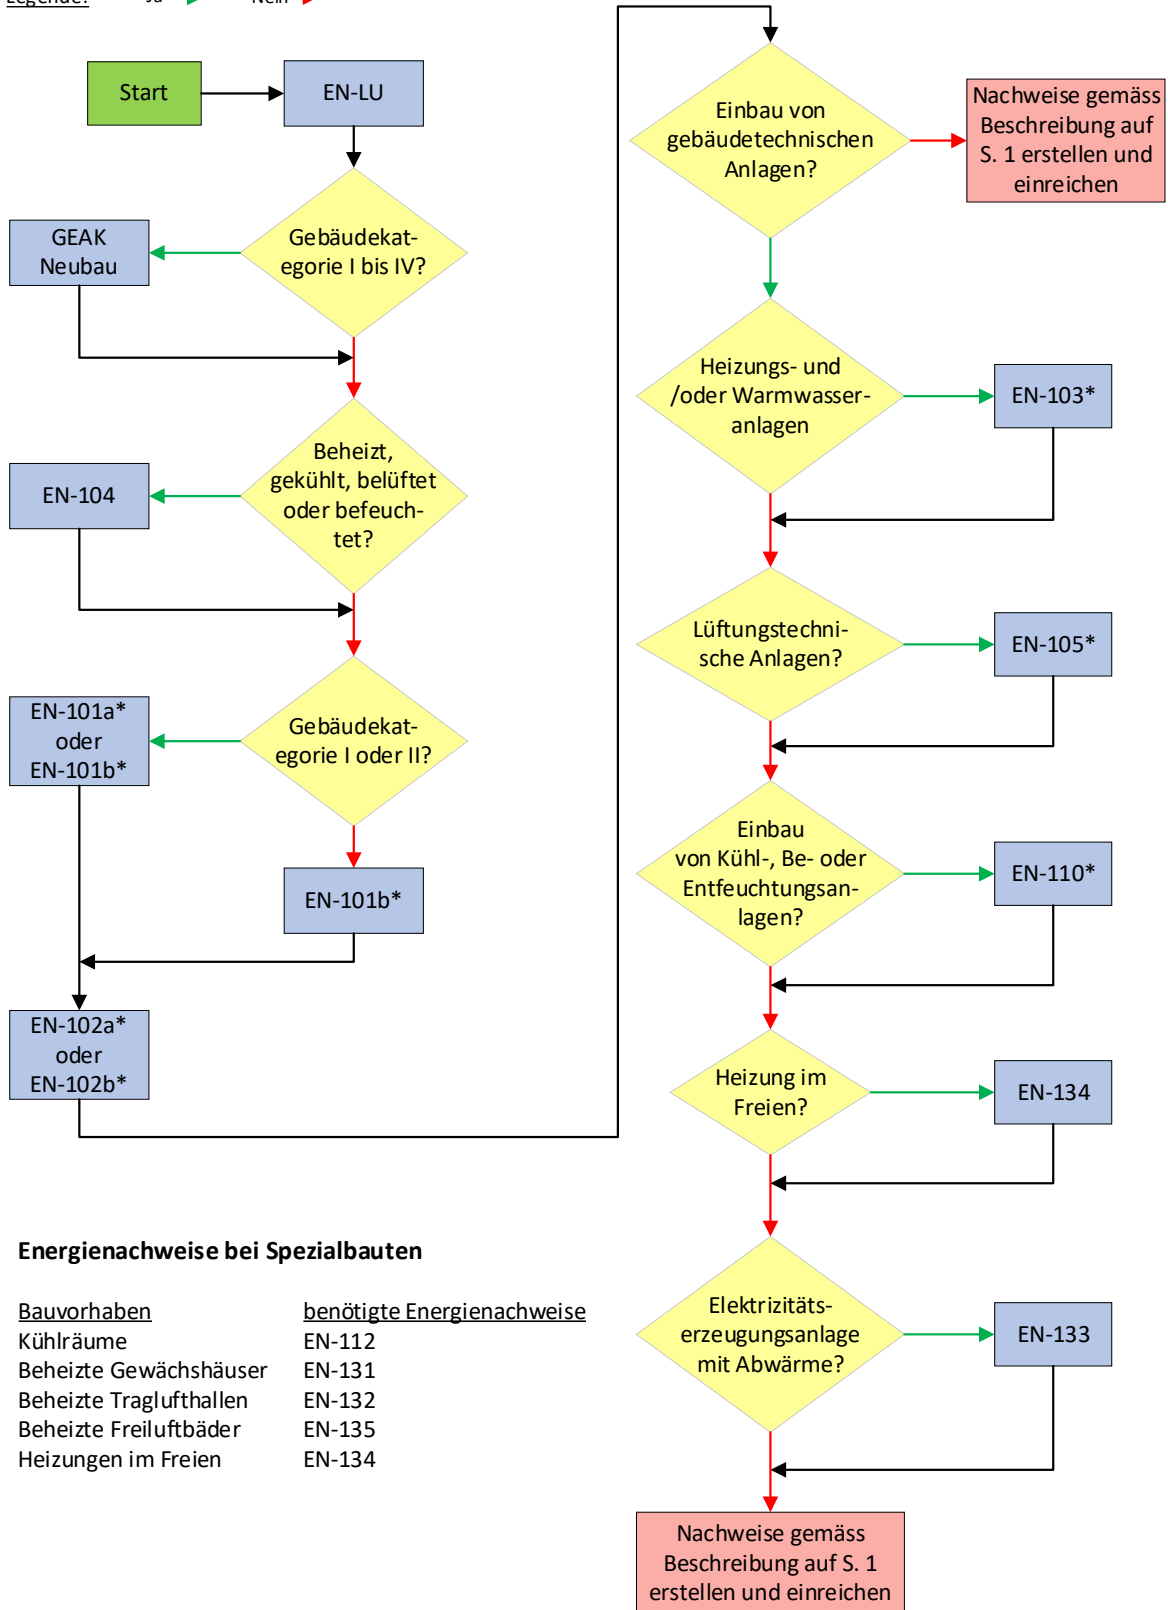 Legende: Ja Nein
Start
EN-LU
Gebäudekat-
egorie I bis IV?
GEAK
Neubau
Beheizt,
gekühlt, belüftet
oder befeuch-
tet?
EN-104
Gebäudekat-
egorie I oder II?
EN-101a*
oder
EN-101b*
EN-101b*
EN-102a*
oder
EN-102b*
Einbau von
gebäudetechnischen
Anlagen?
Nachweise gemäss
Beschreibung auf
S. 1 erstellen und
einreichen
Heizungs- und
/oder Warmwasser-
anlagen
EN-103*
Lüftungstechni-
sche Anlagen?
EN-105*
Einbau
von Kühl-, Be- oder
Entfeuchtungsan-
lagen?
EN-110*
Heizung im
Freien?
EN-134
Elektrizitäts-
erzeugungsanlage
mit Abwärme?
EN-133
Nachweise gemäss
Beschreibung auf S. 1
erstellen und einreichen
Energienachweise bei Spezialbauten
Bauvorhaben benötigte Energienachweise
Kühlräume EN-112
Beheizte Gewächshäuser EN-131
Beheizte Traglufthallen EN-132
Beheizte Freiluftbäder EN-135
Heizungen im Freien EN-134